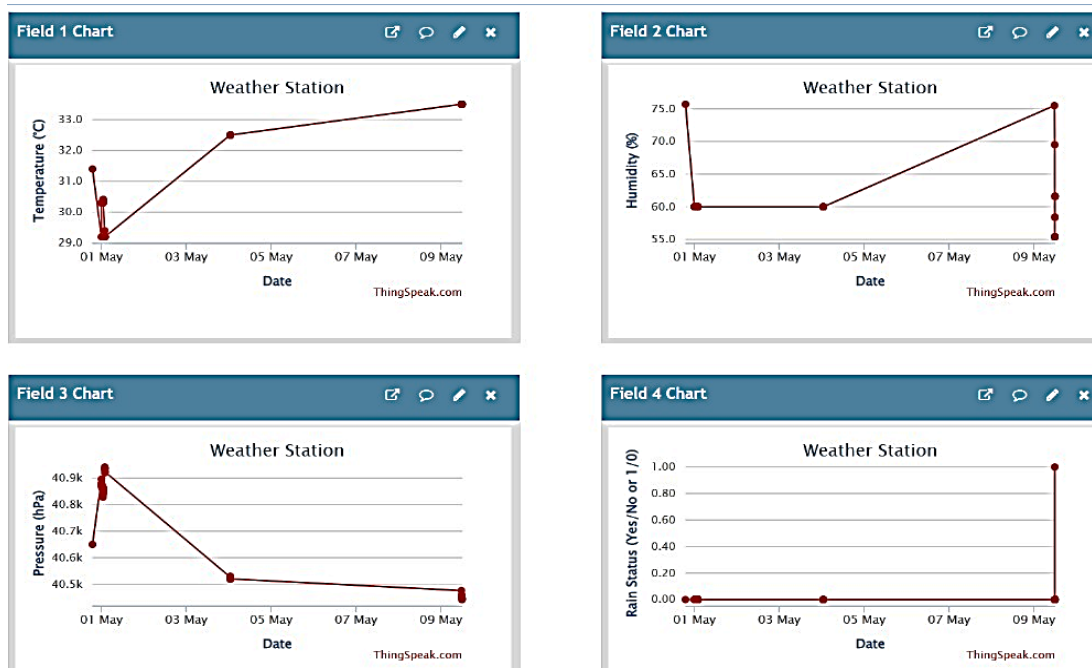 Field 1 Chart
Weather Station
Temperature (°C)
33.0
32.0
31.0
30.0
29.0
01 May 03 May 05 May 07 May 09 May
Date
ThingSpeak.com
Field 2 Chart
Weather Station
Humidity (%)
75.0
70.0
65.0
60.0
55.0
01 May 03 May 05 May 07 May 09 May
Date
ThingSpeak.com
Field 3 Chart
Weather Station
Pressure (hPa)
40.9k
40.8k
40.7k
40.6k
40.5k
01 May 03 May 05 May 07 May 09 May
Date
ThingSpeak.com
Field 4 Chart
Weather Station
Rain Status (Yes/No or 1/0)
1.00
0.80
0.60
0.40
0.20
0.00
01 May 03 May 05 May 07 May 09 May
Date
ThingSpeak.com